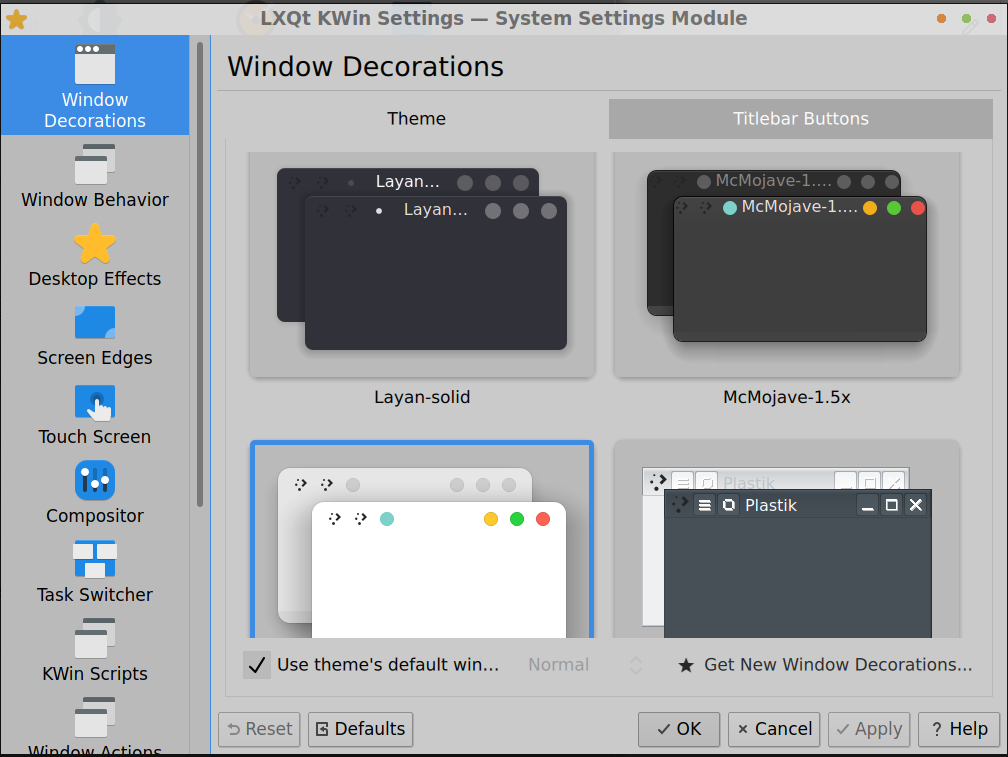 LXQt KWin Settings — System Settings Module
Window
Decorations
Window Behavior
Desktop Effects
Screen Edges
Touch Screen
Compositor
Task Switcher
KWin Scripts
Window Actions
Window Decorations
Theme
Titlebar Buttons
Layan...
Layan...
Layan-solid
McMojave-1....
McMojave-1....
McMojave-1.5x
Plastik
Plastik
Use theme's default win...
Normal
Get New Window Decorations...
Reset
Defaults
OK
Cancel
Apply
? Help